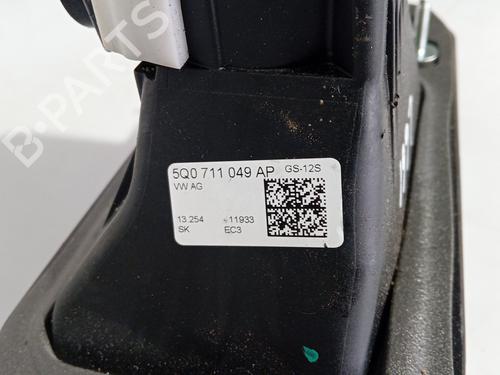 B-PARTS
5Q0 711 049 AP GS-12S
VW AG
13.254 +11933
SK EC3